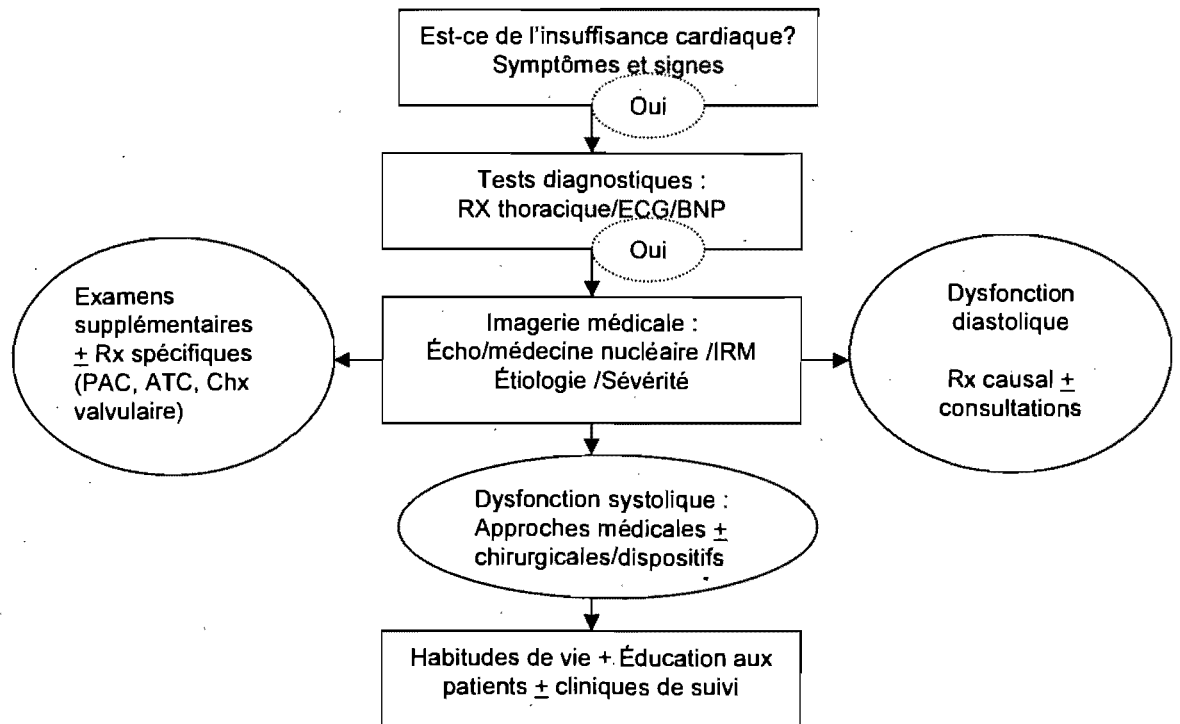 Est-ce de l'insuffisance cardiaque?
Symptômes et signes
Oui
Tests diagnostiques :
RX thoracique/ECG/BNP
Oui
Examens
supplémentaires
± Rx spécifiques
(PAC, ATC, Chx
valvulaire)
Imagerie médicale :
Écho/médecine nucléaire /IRM
Étiologie /Sévérité
Dysfonction
diastolique
Rx causal ±
consultations
Dysfonction systolique :
Approches médicales ±
chirurgicales/dispositifs
Habitudes de vie + Éducation aux
patients ± cliniques de suivi